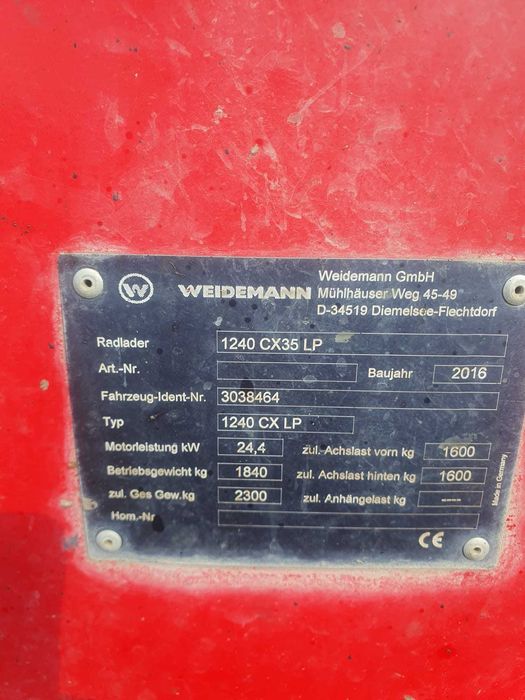 W WEIDEMANN
Weidemann GmbH
Mühlhäuser Weg 45-49
D-34519 Diemelsee-Flechtdorf
Radlader 1240 CX35 LP
Art.-Nr. Baujahr 2016
Fahrzeug-Ident-Nr. 3038464
Typ 1240 CX LP
Motorleistung kW 24,4 zul. Achslast vorn kg 1600
Betriebsgewicht kg 1840 zul. Achslast hinten kg 1600
zul. Ges Gew.kg 2300 zul. Anhängelast kg ----
Hom.-Nr
CE
Made in Germany